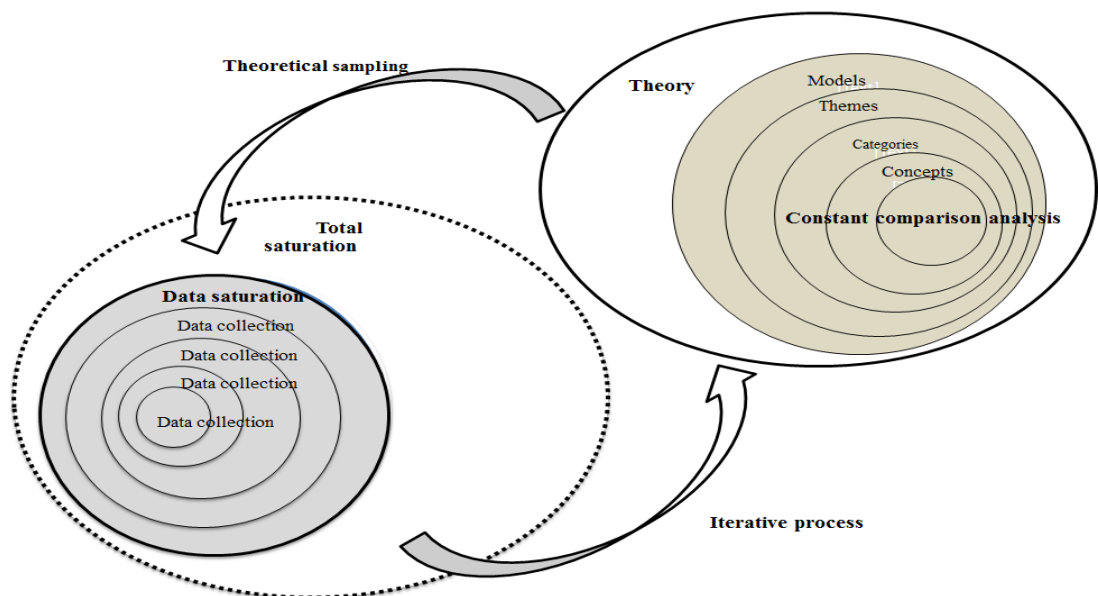 Theoretical sampling
Theory
Models
Themes
Categories
Concepts
Constant comparison analysis
Total
saturation
Data saturation
Data collection
Data collection
Data collection
Data collection
Iterative process